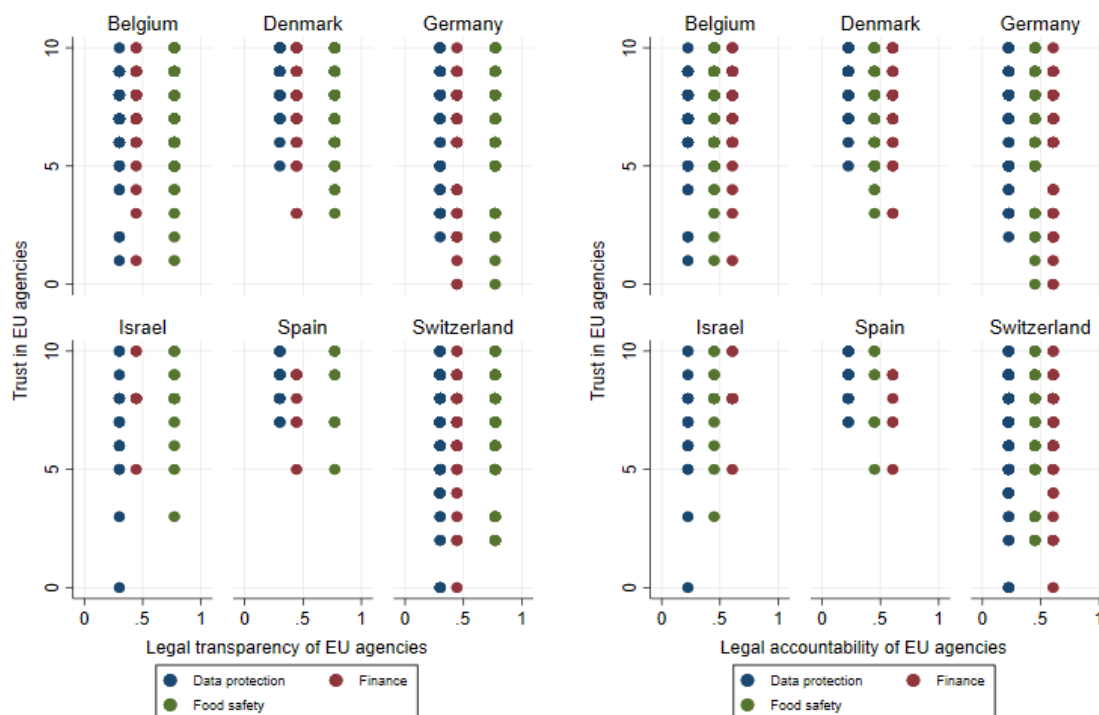 Belgium Denmark Germany
10
5
0
Israel Spain Switzerland
10
5
0
0 .5 1 0 .5 1 0 .5 1
Trust in EU agencies
Legal transparency of EU agencies
Data protection Finance
Food safety
Belgium Denmark Germany
10
5
0
Israel Spain Switzerland
10
5
0
0 .5 1 0 .5 1 0 .5 1
Trust in EU agencies
Legal accountability of EU agencies
Data protection Finance
Food safety